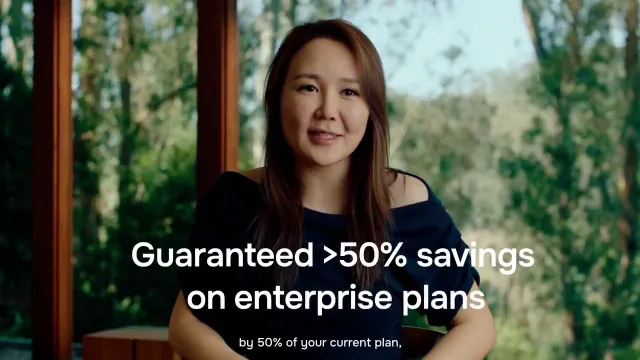 Guaranteed >50% savings
on enterprise plans
by 50% of your current plan,